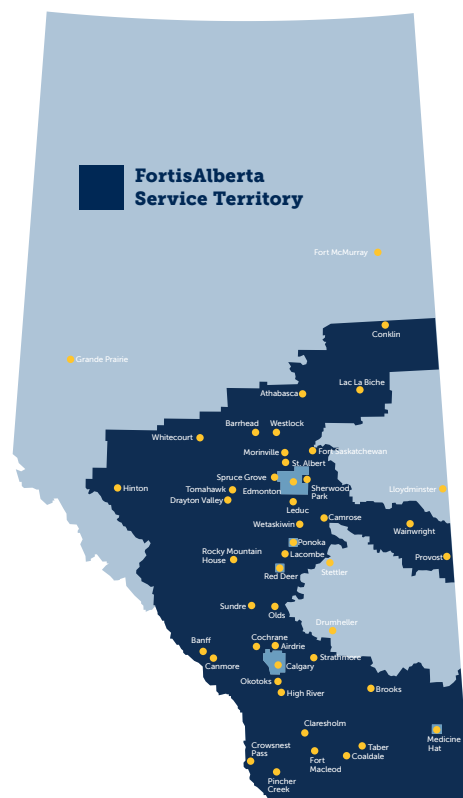 FortisAlberta
Service Territory
Fort McMurray
Conklin
Grande Prairie
Lac La Biche
Athabasca
Barrhead
Westlock
Whitecourt
Morinville
Fort Saskatchewan
St. Albert
Spruce Grove
Hinton
Tomahawk
Edmonton
Sherwood
Park
Lloydminster
Drayton Valley
Leduc
Camrose
Wetaskiwin
Wainwright
Ponoka
Rocky Mountain
House
Lacombe
Provost
Red Deer
Stettler
Sundre
Olds
Drumheller
Banff
Cochrane
Airdrie
Canmore
Calgary
Strathmore
Okotoks
High River
Brooks
Claresholm
Medicine
Hat
Crowsnest
Pass
Taber
Fort
Macleod
Coaldale
Pincher
Creek